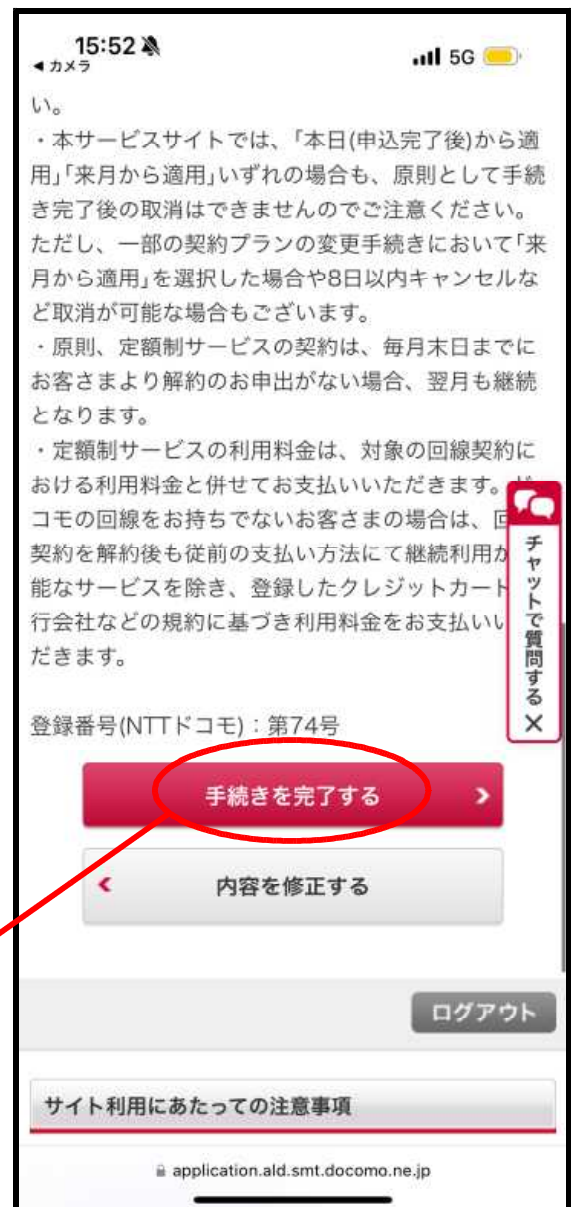 15:52
◀カメラ
5G
い。
・本サービスサイトでは、「本日(申込完了後)から適
用」「来月から適用」いずれの場合も、原則として手続
き完了後の取消はできませんのでご注意ください。
ただし、一部の契約プランの変更手続きにおいて「来
月から適用」を選択した場合や8日以内キャンセルな
ど取消が可能な場合もございます。
・原則、定額制サービスの契約は、毎月末日までに
お客さまより解約のお申出がない場合、翌月も継続
となります。
・定額制サービスの利用料金は、対象の回線契約に
おける利用料金と併せてお支払いいただきます。
コモの回線をお持ちでないお客さまの場合は、
契約を解約後も従前の支払い方法にて継続利用が
能なサービスを除き、登録したクレジットカード
行会社などの規約に基づき利用料金をお支払いい
だきます。
チャットで質問する ×
登録番号(NTTドコモ):第74号
手続きを完了する
内容を修正する
ログアウト
サイト利用にあたっての注意事項
application.ald.smt.docomo.ne.jp